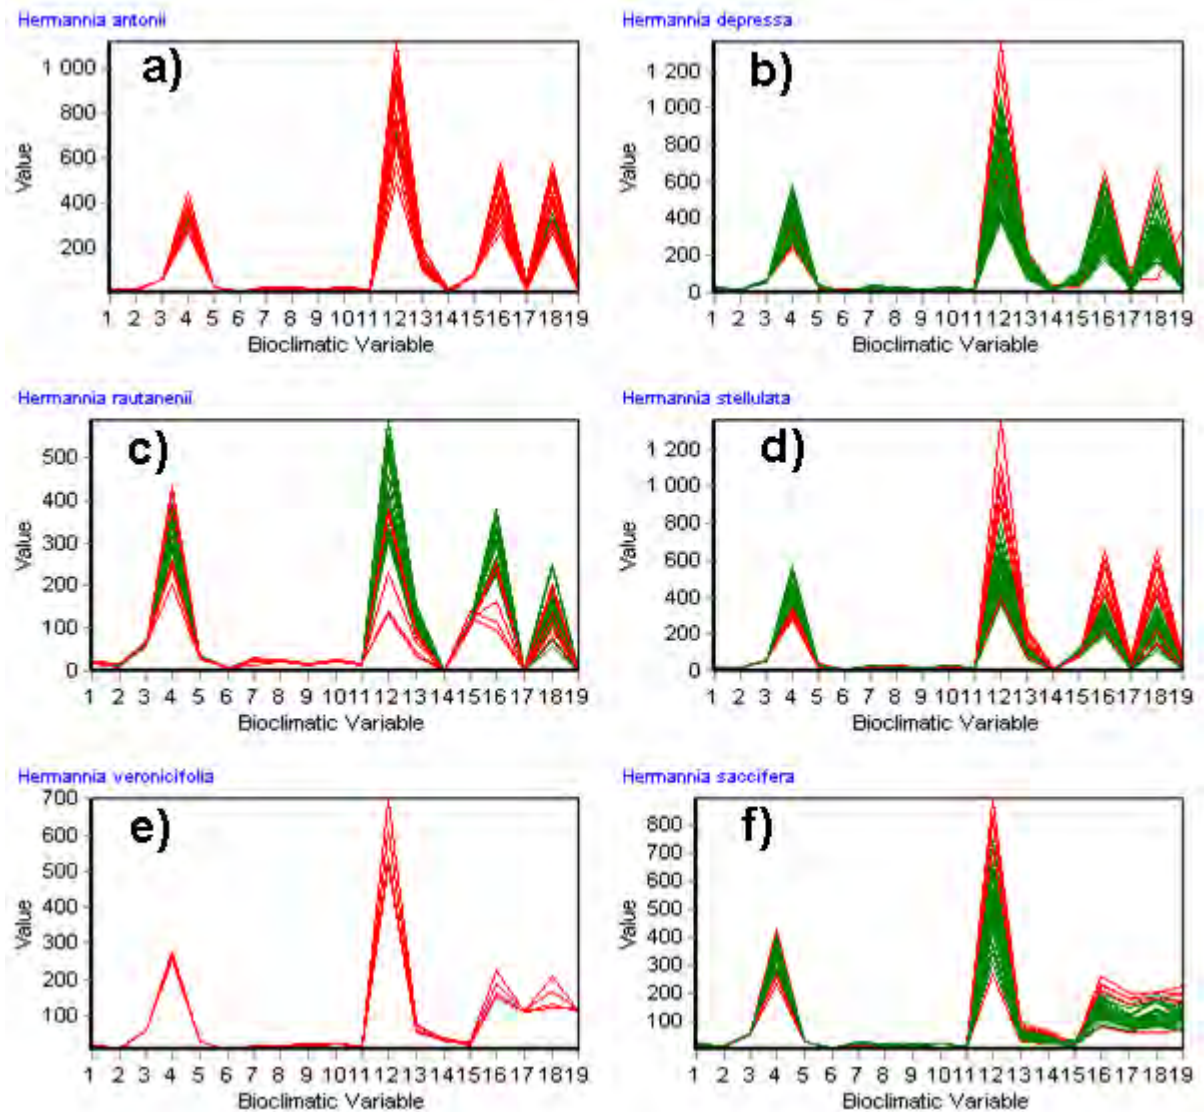 Hermannia antonii
a)
1 000
800
600
400
200
Value
1 2 3 4 5 6 7 8 9 10 11 12 13 14 15 16 17 18 19
Bioclimatic Variable
Hermannia depressa
b)
1 200
1 000
800
600
400
200
0
Value
1 2 3 4 5 6 7 8 9 10 11 12 13 14 15 16 17 18 19
Bioclimatic Variable
Hermannia rautanenii
c)
500
400
300
200
100
0
Value
1 2 3 4 5 6 7 8 9 10 11 12 13 14 15 16 17 18 19
Bioclimatic Variable
Hermannia stellulata
d)
1 200
1 000
800
600
400
200
0
Value
1 2 3 4 5 6 7 8 9 10 11 12 13 14 15 16 17 18 19
Bioclimatic Variable
Hermannia veronicifolia
e)
700
600
500
400
300
200
100
Value
1 2 3 4 5 6 7 8 9 10 11 12 13 14 15 16 17 18 19
Bioclimatic Variable
Hermannia saccifera
f)
800
700
600
500
400
300
200
100
Value
1 2 3 4 5 6 7 8 9 10 11 12 13 14 15 16 17 18 19
Bioclimatic Variable